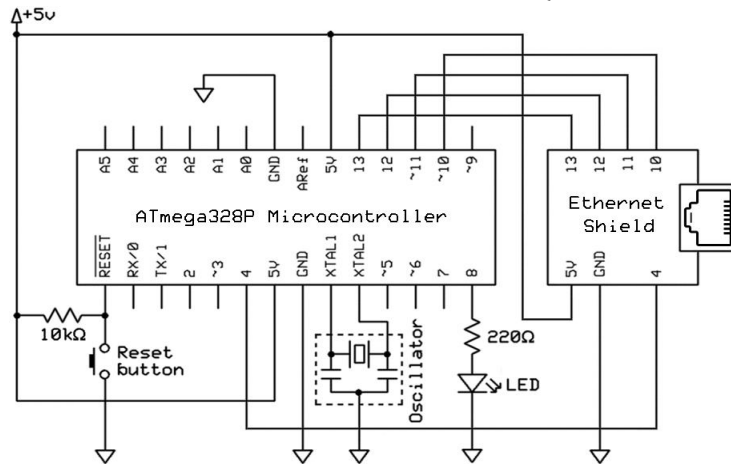 +5v
A5 A4 A3 A2 A1 A0 GND ARef 5V 13 12 ~11 ~10 ~9
13 12 11 10
ATmega328P Microcontroller
Ethernet
Shield
RESET RX/0 TX/1 2 ~3 4 5V GND XTAL1 XTAL2 ~5 ~6 7 8
5V GND 4
10kΩ
Reset
button
Oscillator
220Ω
LED